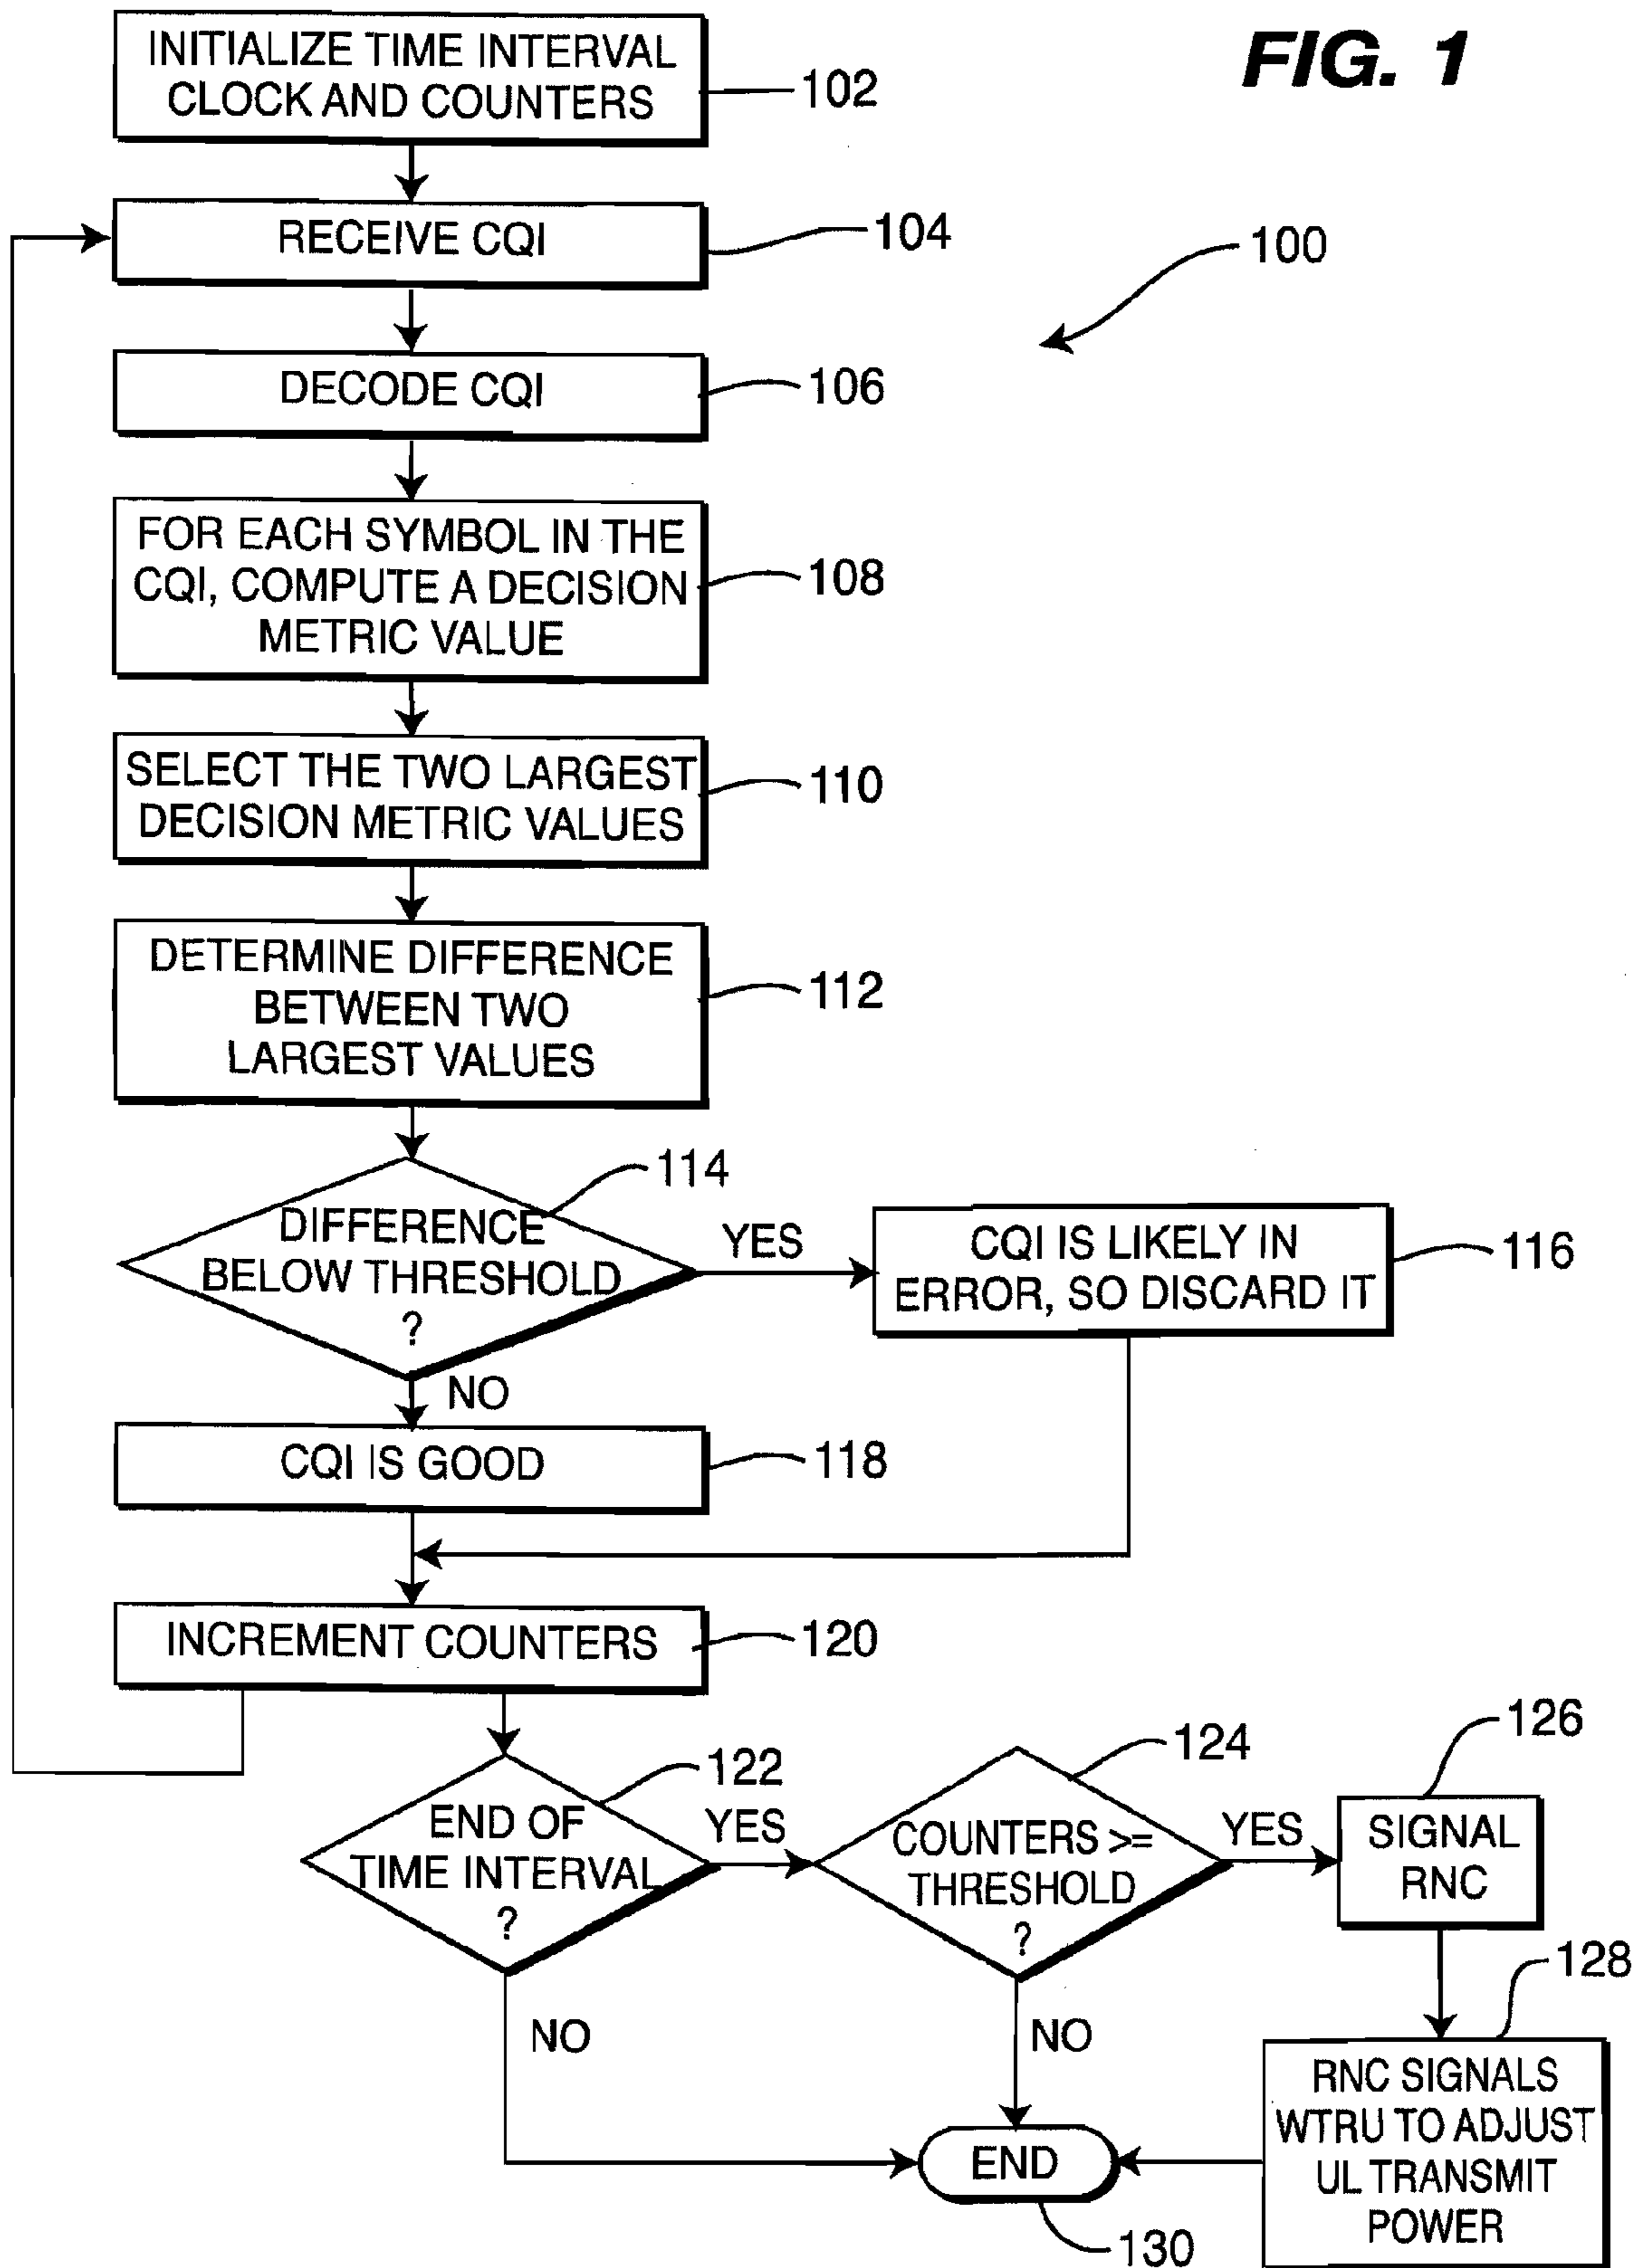 FIG. 1
INITIALIZE TIME INTERVAL
CLOCK AND COUNTERS
102
RECEIVE CQI
104
100
DECODE CQI
106
FOR EACH SYMBOL IN THE
CQI, COMPUTE A DECISION
METRIC VALUE
108
SELECT THE TWO LARGEST
DECISION METRIC VALUES
110
DETERMINE DIFFERENCE
BETWEEN TWO
LARGEST VALUES
112
114
DIFFERENCE
BELOW THRESHOLD
?
YES
CQI IS LIKELY IN
ERROR, SO DISCARD IT
116
NO
CQI IS GOOD
118
INCREMENT COUNTERS
120
122
END OF
TIME INTERVAL
?
YES
124
COUNTERS >=
THRESHOLD
?
YES
126
SIGNAL
RNC
128
NO
NO
RNC SIGNALS
WTRU TO ADJUST
UL TRANSMIT
POWER
END
130